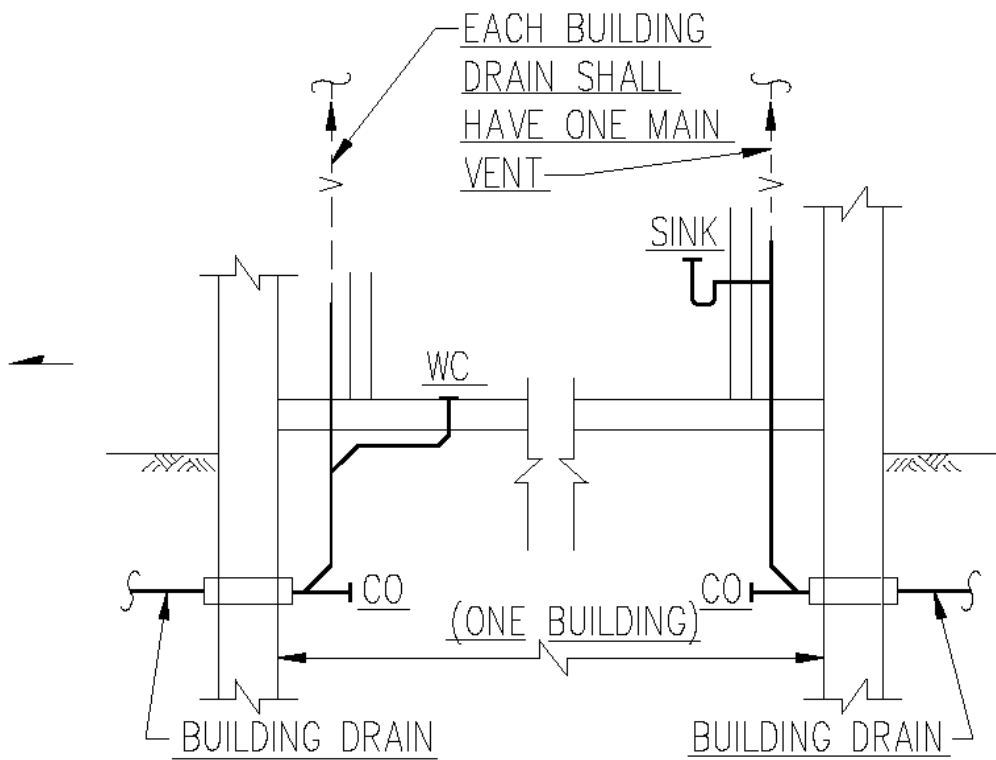 EACH BUILDING
DRAIN SHALL
HAVE ONE MAIN
VENT
V
V
SINK
WC
CO
CO
(ONE BUILDING)
BUILDING DRAIN
BUILDING DRAIN